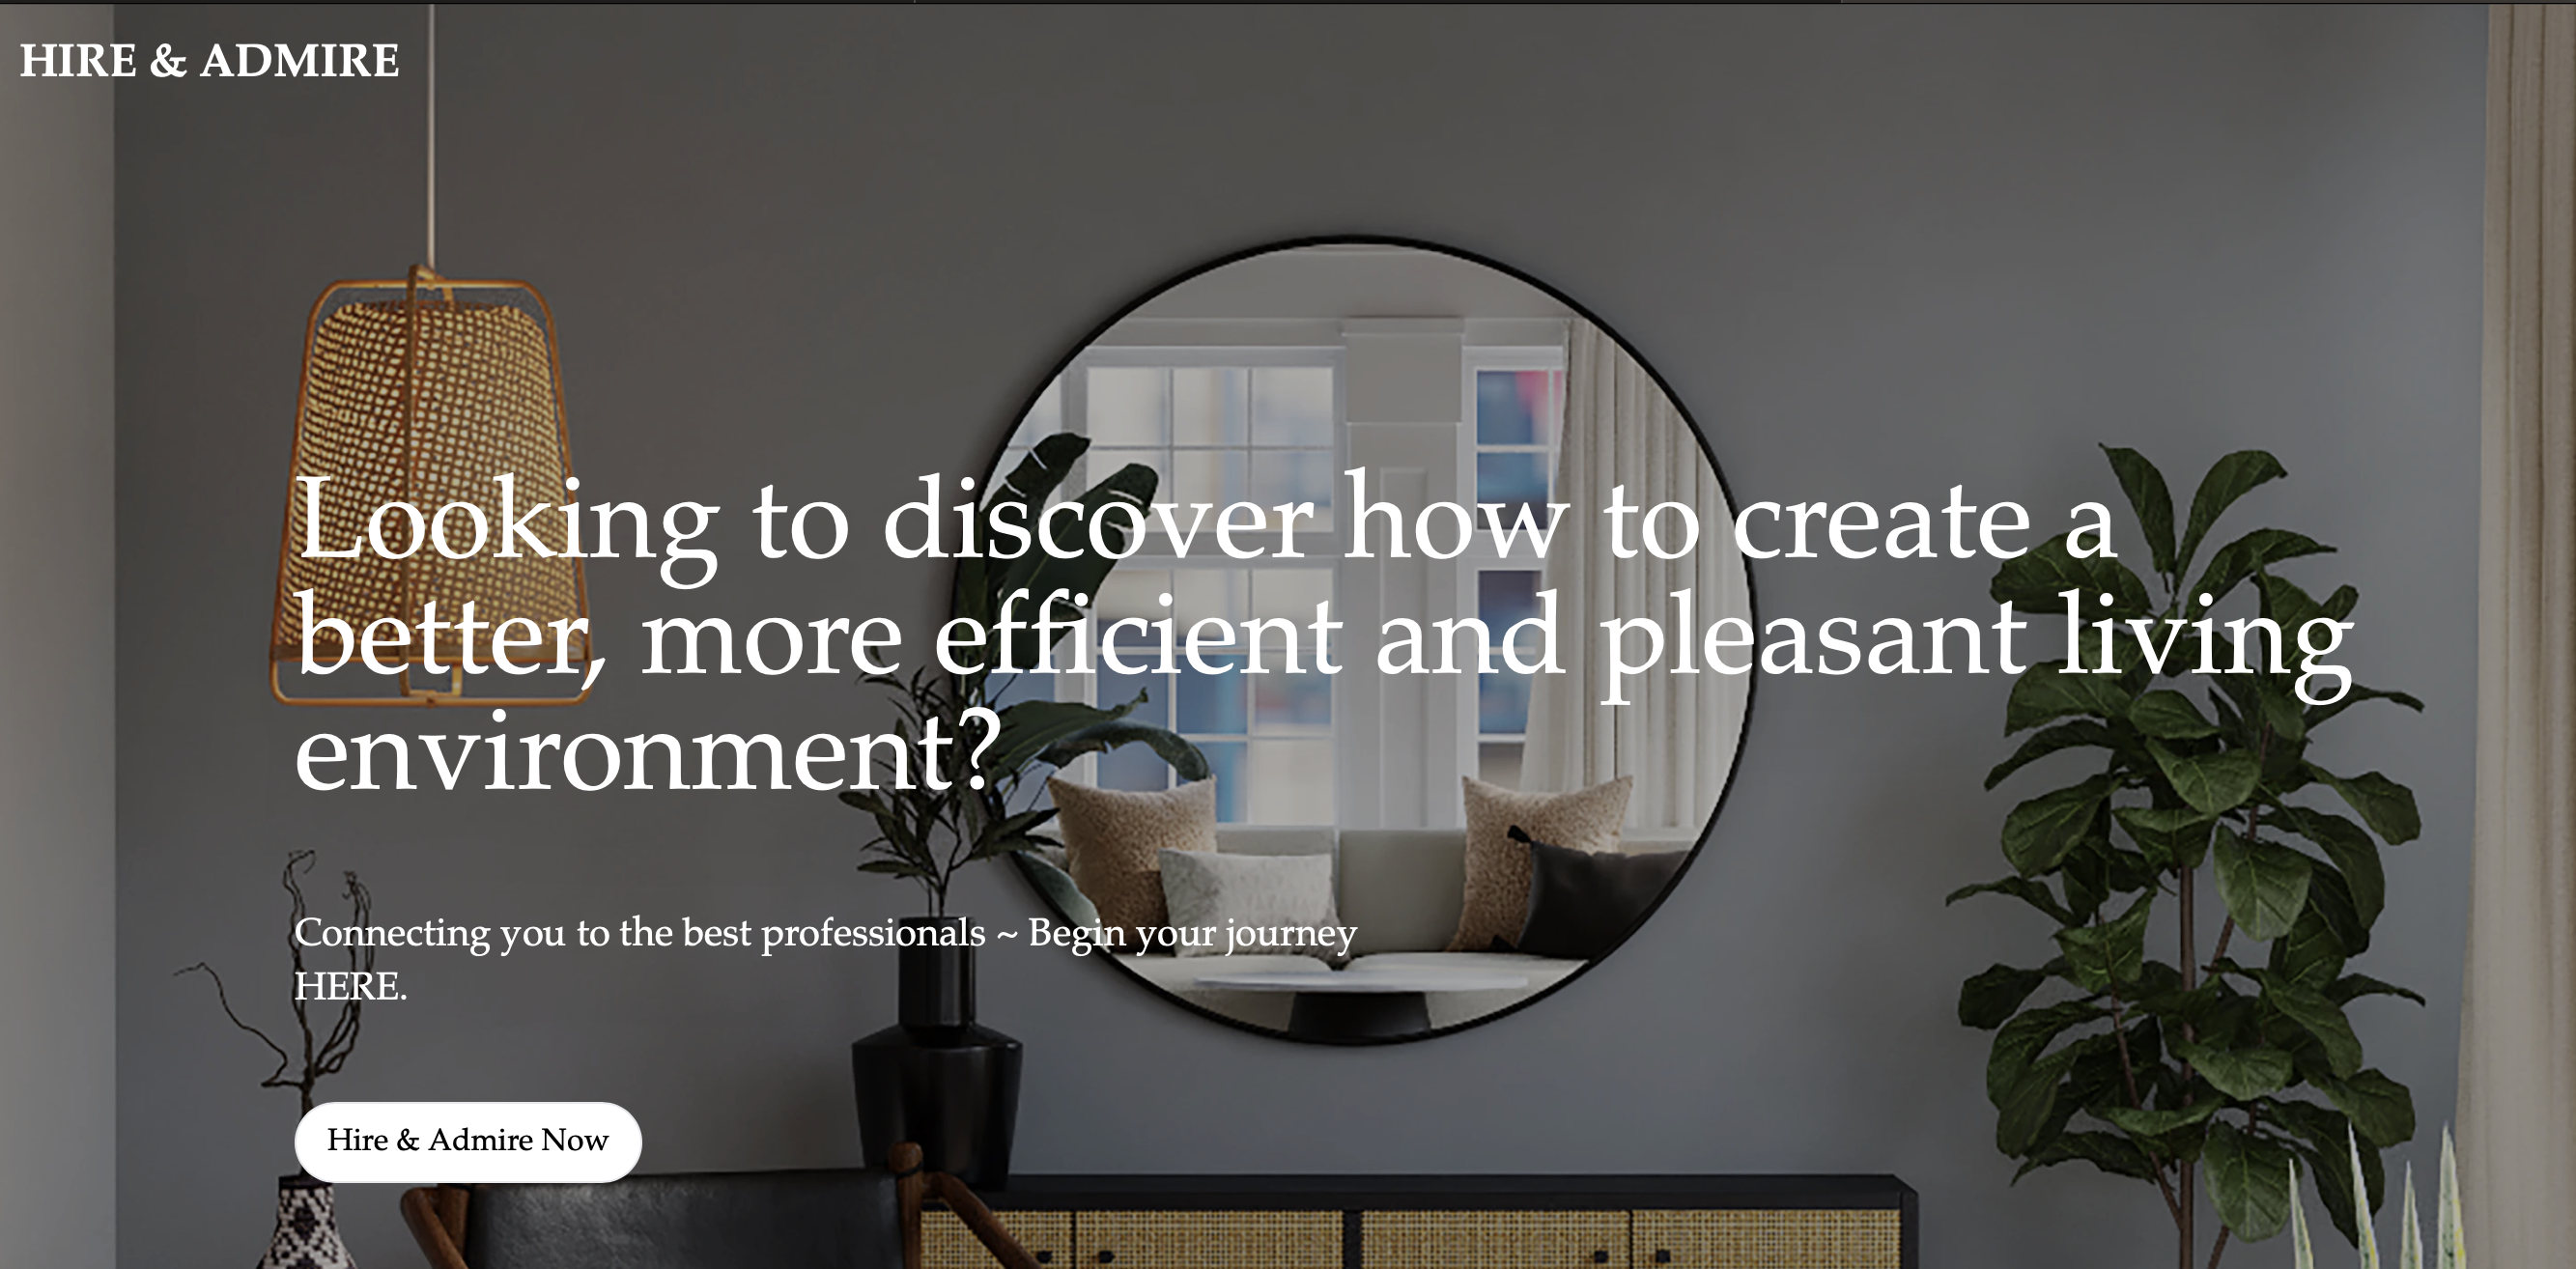 HIRE & ADMIRE
Looking to discover how to create a
better, more efficient and pleasant living
environment?
Connecting you to the best professionals ~ Begin your journey
HERE.
Hire & Admire Now